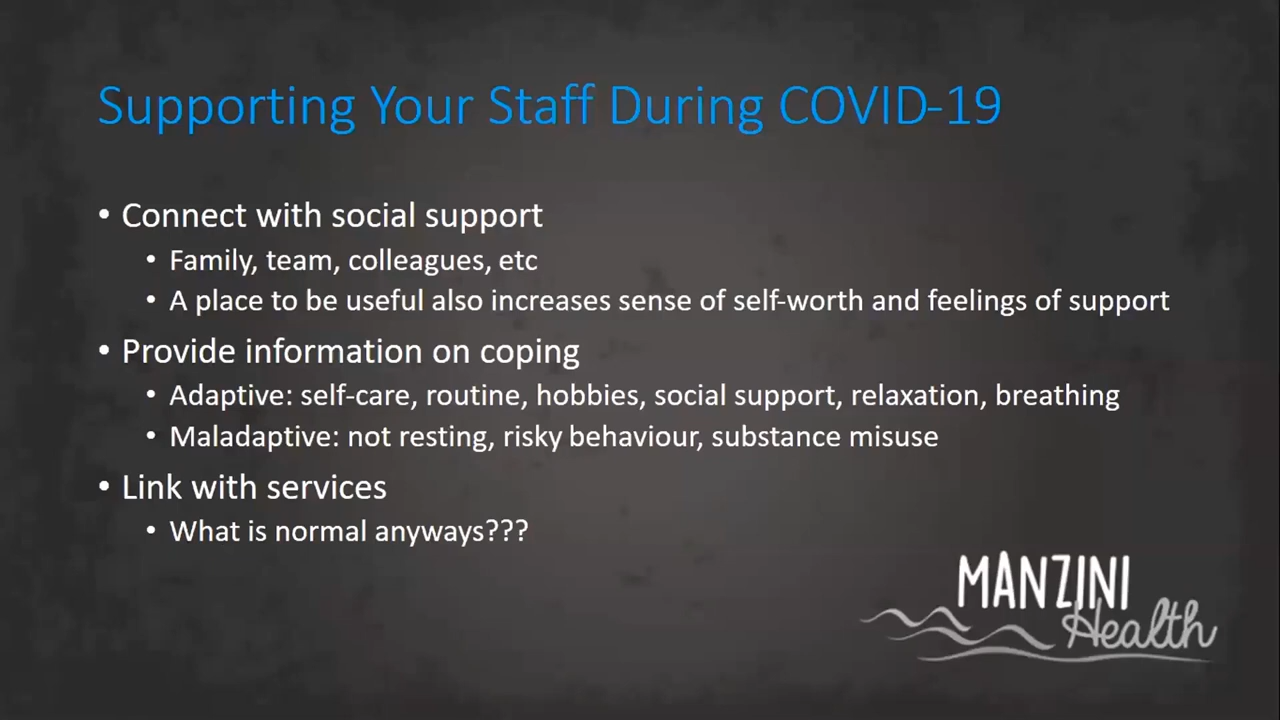 Supporting Your Staff During COVID-19
• Connect with social support
• Family, team, colleagues, etc
• A place to be useful also increases sense of self-worth and feelings of support
• Provide information on coping
• Adaptive: self-care, routine, hobbies, social support, relaxation, breathing
• Maladaptive: not resting, risky behaviour, substance misuse
• Link with services
• What is normal anyways???
MANZINI
Health